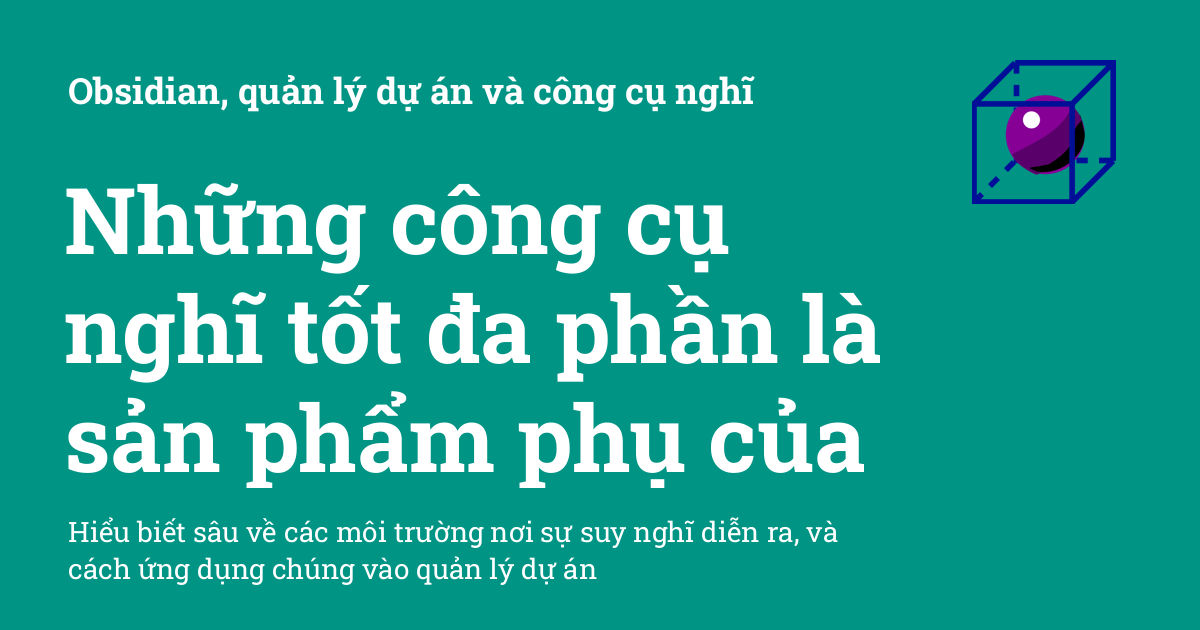 Obsidian, quản lý dự án và công cụ nghĩ
Những công cụ
nghĩ tốt đa phần là
sản phẩm phụ của
Hiểu biết sâu về các môi trường nơi sự suy nghĩ diễn ra, và
cách ứng dụng chúng vào quản lý dự án